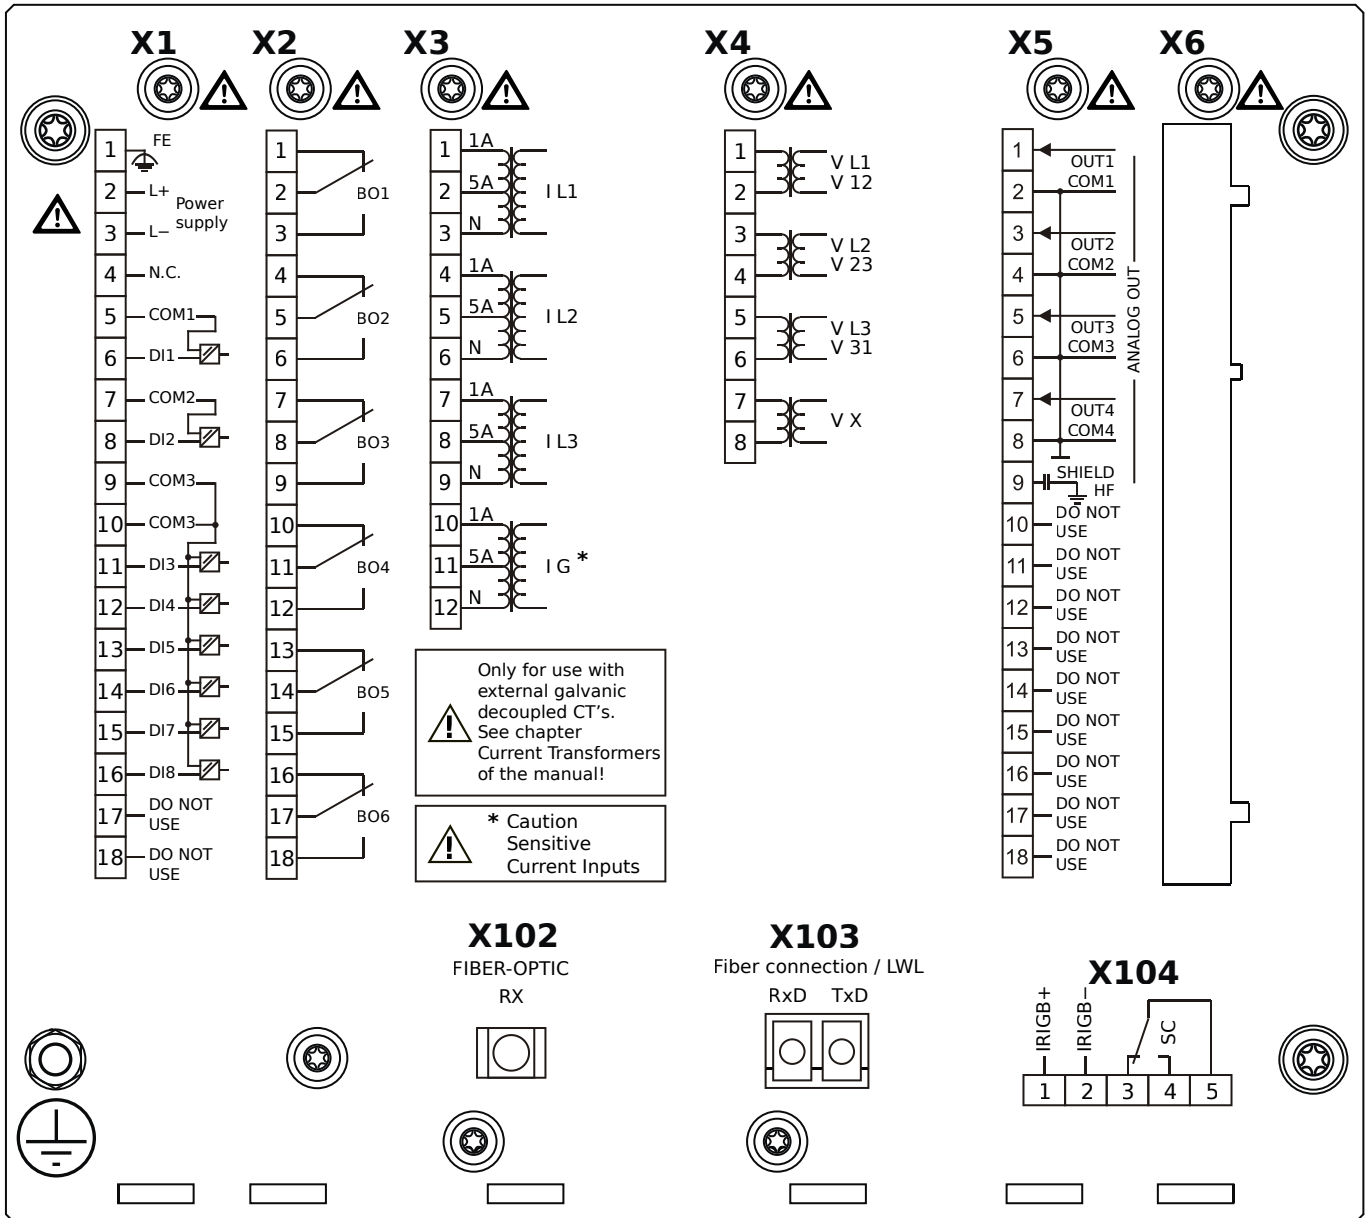 X1
X2
X3
X4
X5
X6
1 FE
2 L+
Power
supply
3 L−
4 N.C.
5 COM1
6 DI1
7 COM2
8 DI2
9 COM3
10 COM3
11 DI3
12 DI4
13 DI5
14 DI6
15 DI7
16 DI8
17 DO NOT
USE
18 DO NOT
USE
1
2 BO1
3
4
5 BO2
6
7
8 BO3
9
10
11 BO4
12
13
14 BO5
15
16
17 BO6
18
1 1A
2 5A I L1
3 N
4 1A
5 5A I L2
6 N
7 1A
8 5A I L3
9 N
10 1A
11 5A I G *
12 N
Only for use with
external galvanic
decoupled CT's.
See chapter
Current Transformers
of the manual!
* Caution
Sensitive
Current Inputs
1 V L1
2 V 12
3 V L2
4 V 23
5 V L3
6 V 31
7 V X
8
1 OUT1
2 COM1
3 OUT2
4 COM2
5 OUT3
6 COM3
7 OUT4
8 COM4
ANALOG OUT
9 SHIELD
HF
10 DO NOT
USE
11 DO NOT
USE
12 DO NOT
USE
13 DO NOT
USE
14 DO NOT
USE
15 DO NOT
USE
16 DO NOT
USE
17 DO NOT
USE
18 DO NOT
USE
X102
FIBER-OPTIC
RX
X103
Fiber connection / LWL
RxD TxD
X104
IRIGB+
IRIGB−
SC
1 2 3 4 5